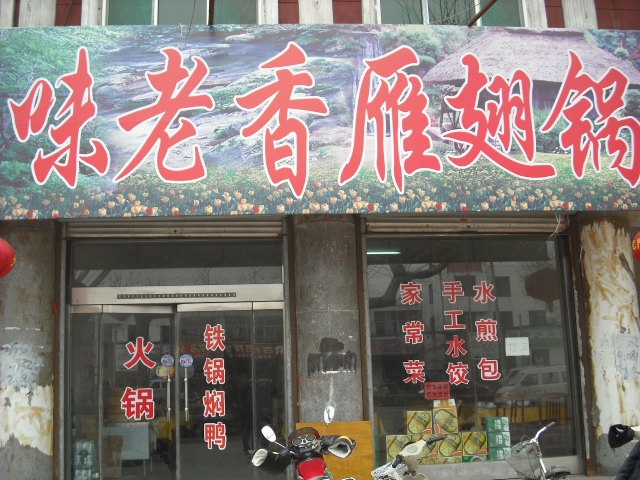 味老香雁翅锅
火锅
铁锅焖鸭
家常菜
手工水饺
水煎包